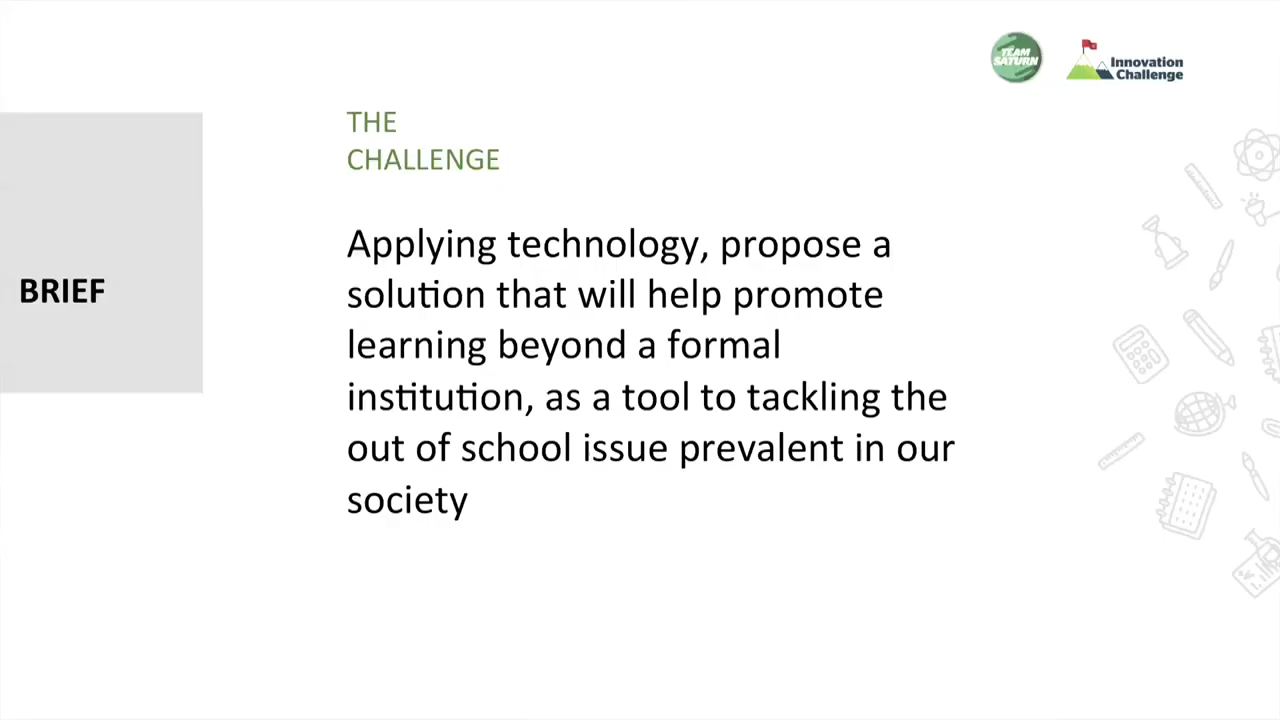 TEAM
SATURN
Innovation
Challenge
THE
CHALLENGE
BRIEF
Applying technology, propose a
solution that will help promote
learning beyond a formal
institution, as a tool to tackling the
out of school issue prevalent in our
society